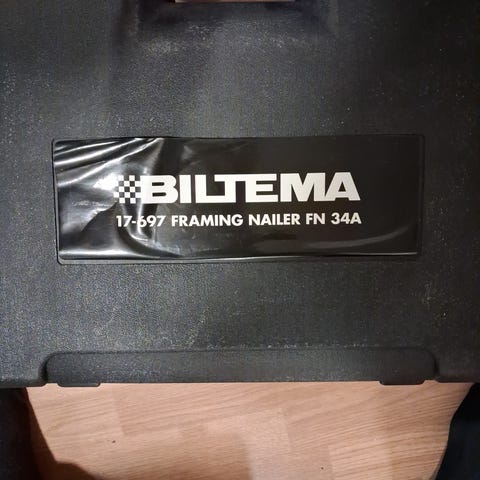 BILTEMA
17-697 FRAMING NAILER FN 34A